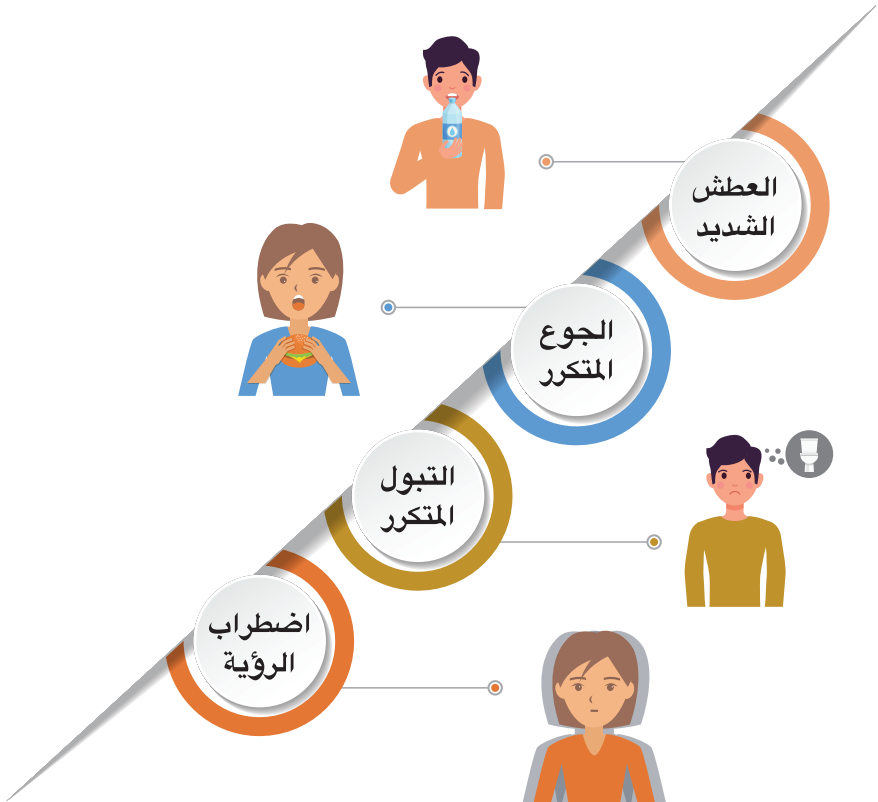 العطش
الشديد
الجوع
المتكرر
التبول
المتكرر
اضطراب
الرؤية